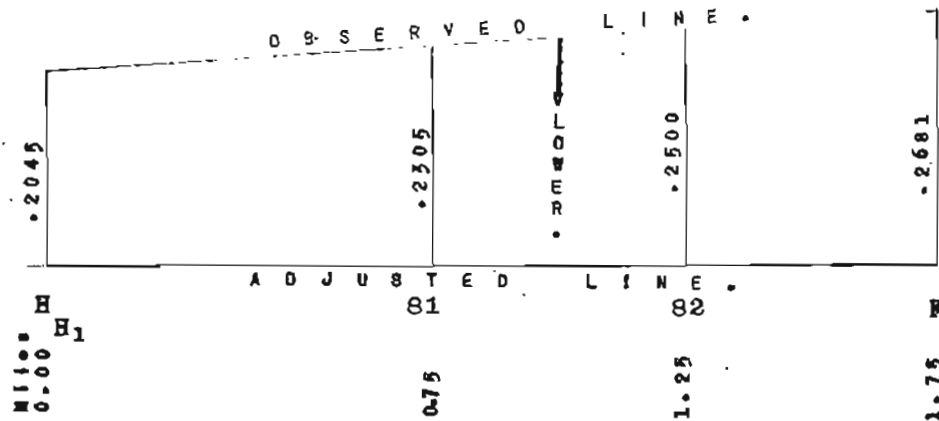 OBSERVED LINE.
.2045
.2305
LOWER.
.2500
.2681
ADJUSTED LINE.
H
H1
81
82
Miles
0.00
0.75
1.25
1.75